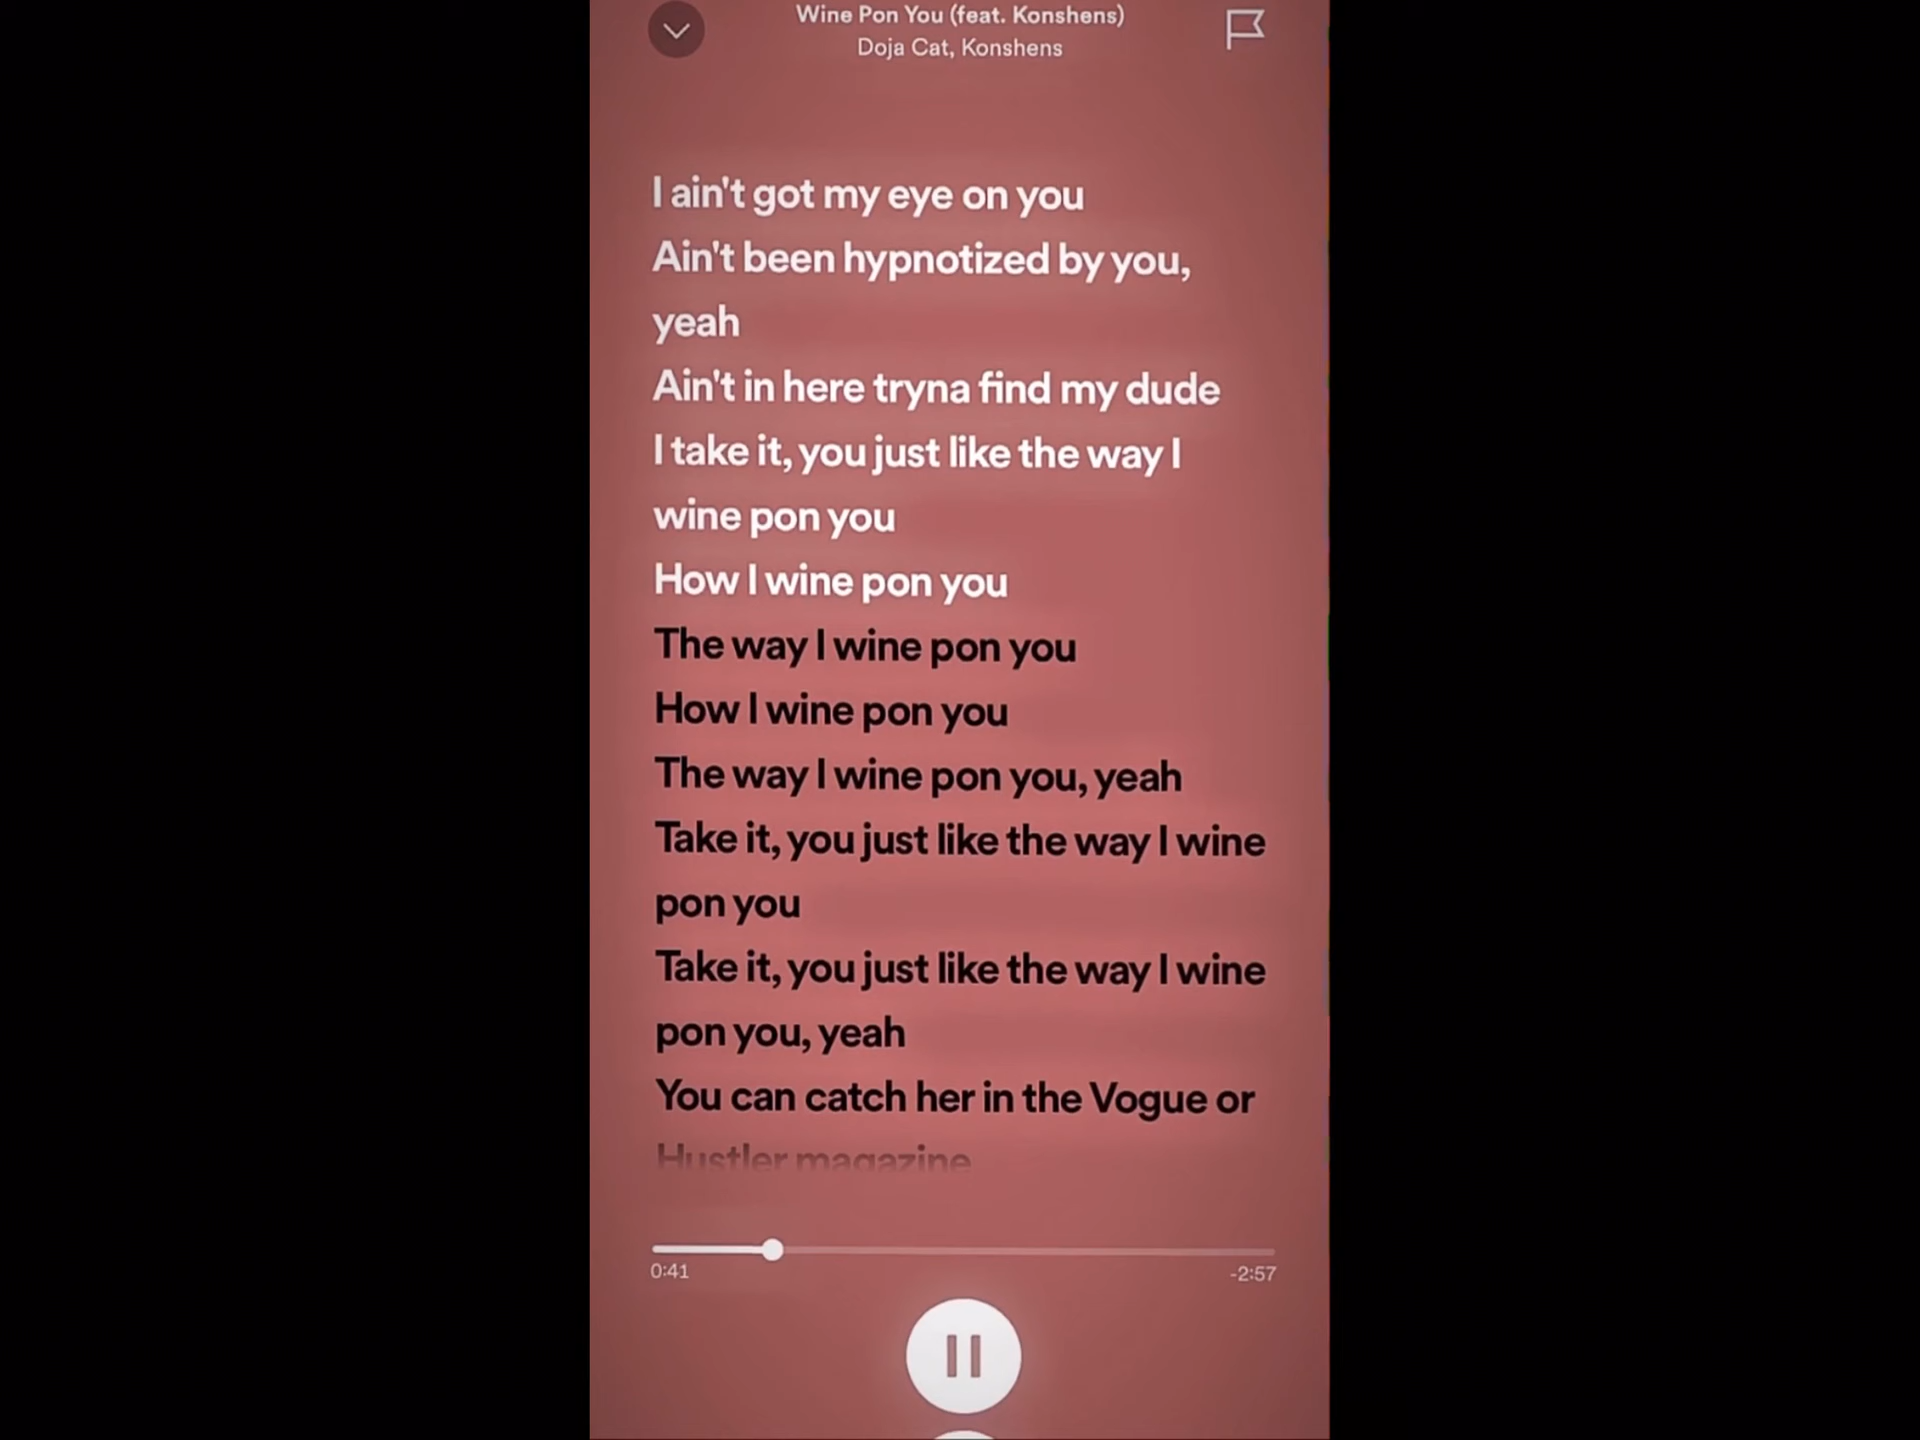 Wine Pon You (feat. Konshens)
Doja Cat, Konshens
I ain't got my eye on you
Ain't been hypnotized by you,
yeah
Ain't in here tryna find my dude
I take it, you just like the way I
wine pon you
How I wine pon you
The way I wine pon you
How I wine pon you
The way I wine pon you, yeah
Take it, you just like the way I wine
pon you
Take it, you just like the way I wine
pon you, yeah
You can catch her in the Vogue or
Hustler magazine
0:41
-2:57